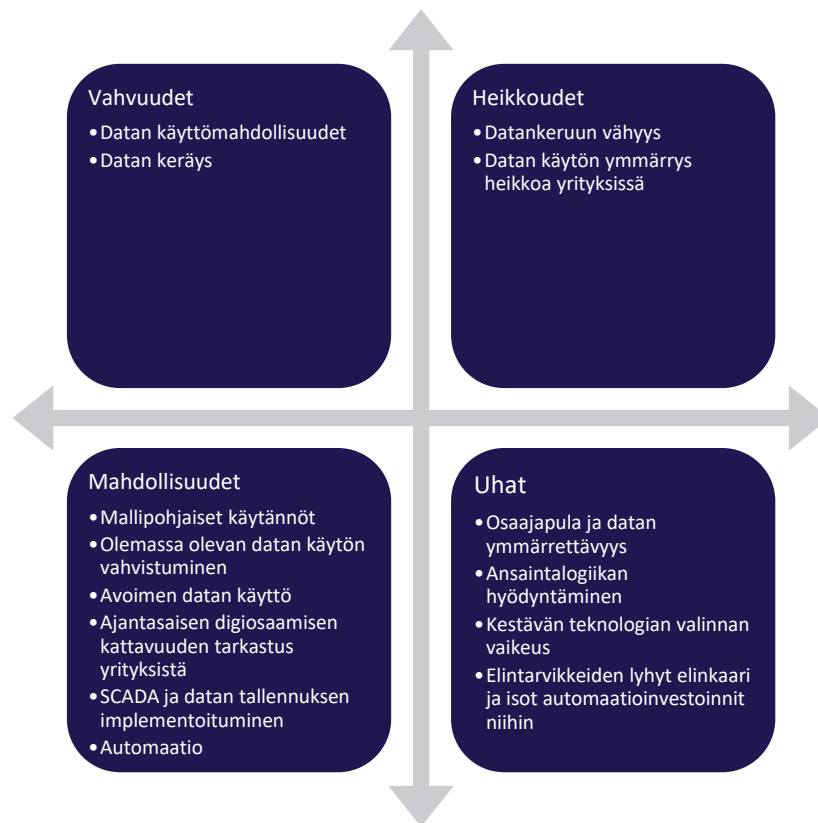 Vahvuudet
•Datan käyttömahdollisuudet
•Datan keräys
Heikkoudet
•Datankeruun vähyys
•Datan käytön ymmärrys
heikkoa yrityksissä
Mahdollisuudet
•Mallipohjaiset käytännöt
•Olemassa olevan datan käytön
vahvistuminen
•Avoimen datan käyttö
•Ajantasaisen digiosaamisen
kattavuuden tarkastus
yrityksistä
•SCADA ja datan tallennuksen
implementoituminen
•Automaatio
Uhat
•Osaajapula ja datan
ymmärrettävyys
•Ansaintalogiikan
hyödyntäminen
•Kestävän teknologian valinnan
vaikeus
•Elintarvikkeiden lyhyt elinkaari
ja isot automaatioinvestoinnit
niihin